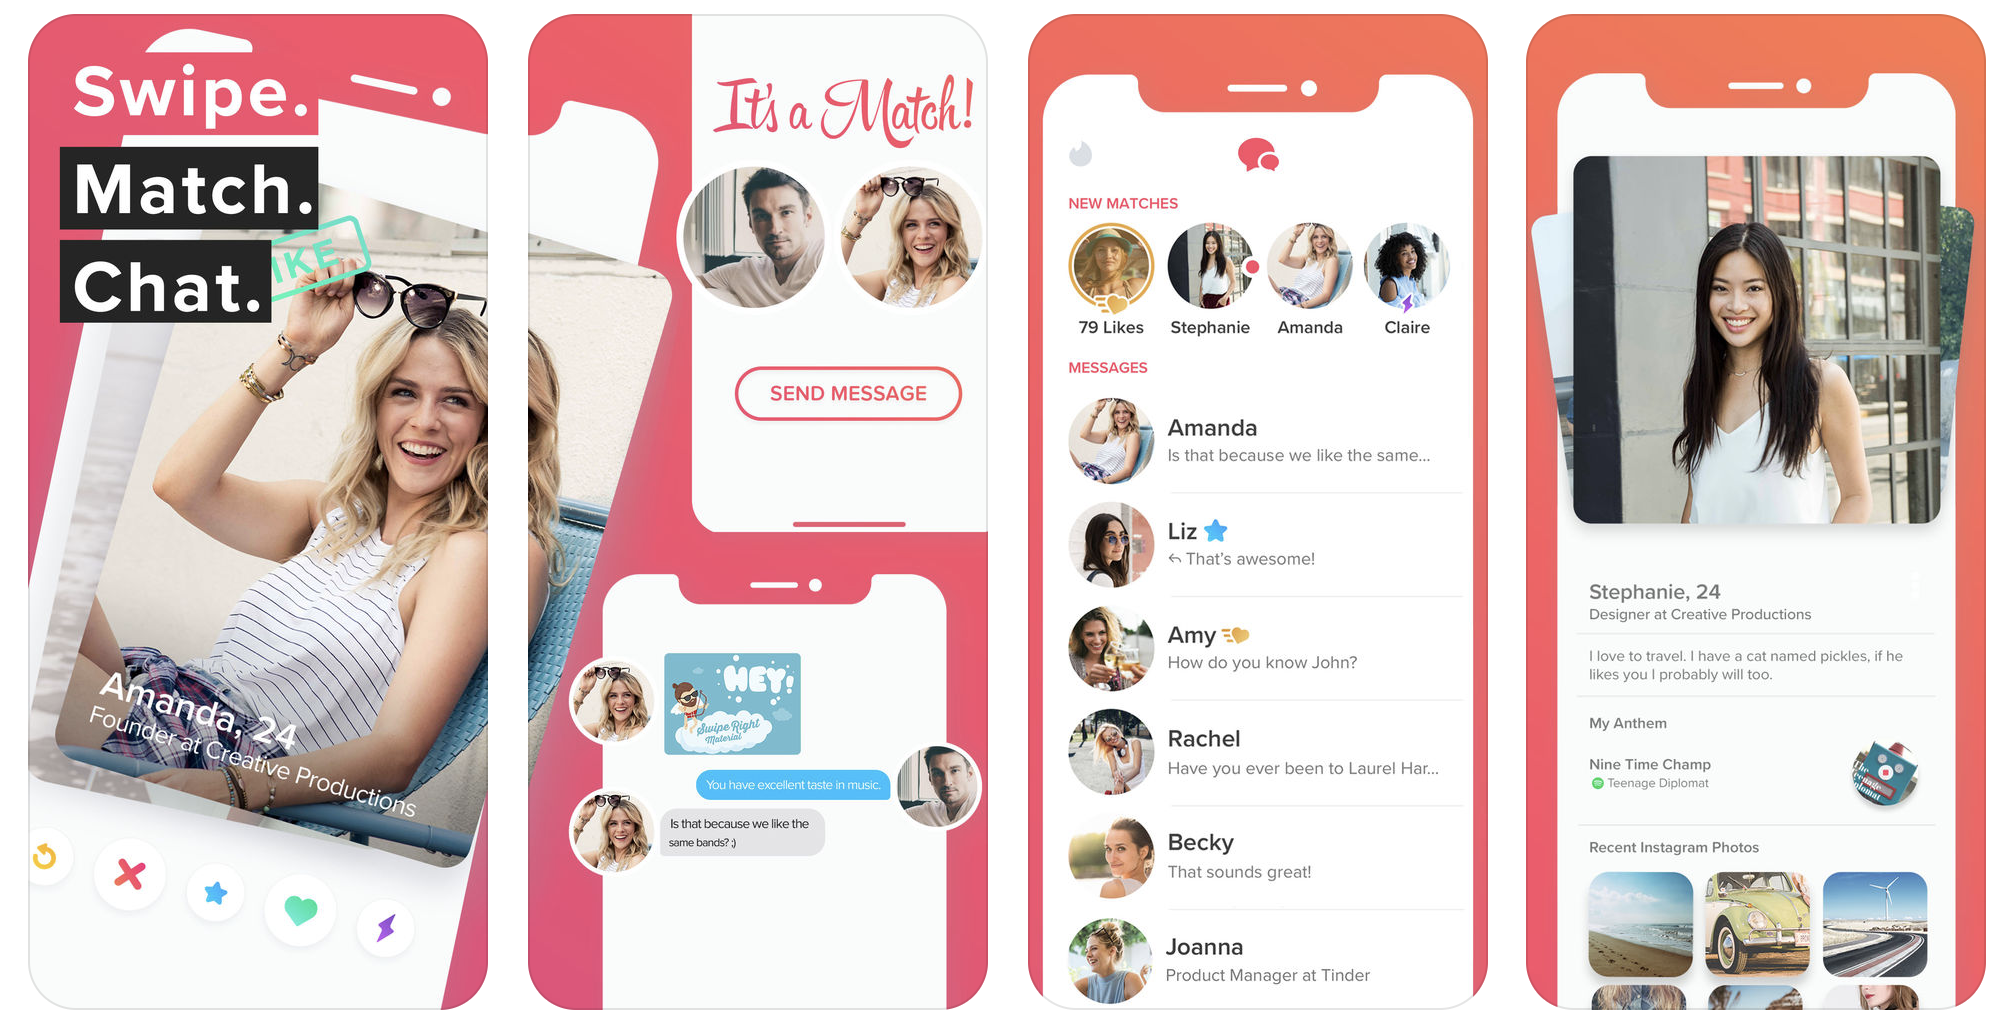 Swipe.
Match.
Chat.
IKE
Amanda, 24
Founder at Creative Productions
It's a Match!
SEND MESSAGE
HEY!
Swipe Right
Material
You have excellent taste in music.
Is that because we like the
same bands? ;)
NEW MATCHES
79 Likes
Stephanie
Amanda
Claire
MESSAGES
Amanda
Is that because we like the same...
Liz
That's awesome!
Amy
How do you know John?
Rachel
Have you ever been to Laurel Har...
Becky
That sounds great!
Joanna
Product Manager at Tinder
Stephanie, 24
Designer at Creative Productions
I love to travel. I have a cat named pickles, if he
likes you I probably will too.
My Anthem
Nine Time Champ
Teenage Diplomat
The
Teenage
Diplomat
Recent Instagram Photos